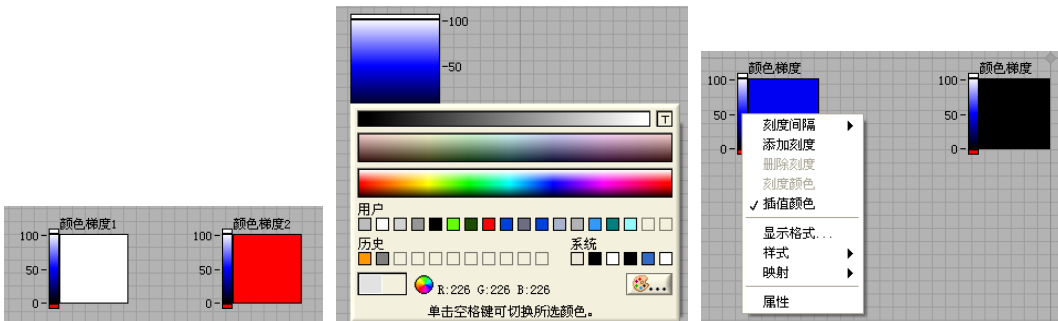 颜色梯度1
100
50
0
颜色梯度2
100
50
0
100
50
T
用户
历史
系统
R:226 G:226 B:226
...
单击空格键可切换所选颜色。
颜色梯度
100
50
0
刻度间隔
添加刻度
删除刻度
刻度颜色
插值颜色
显示格式...
样式
映射
属性
颜色梯度
100
50
0